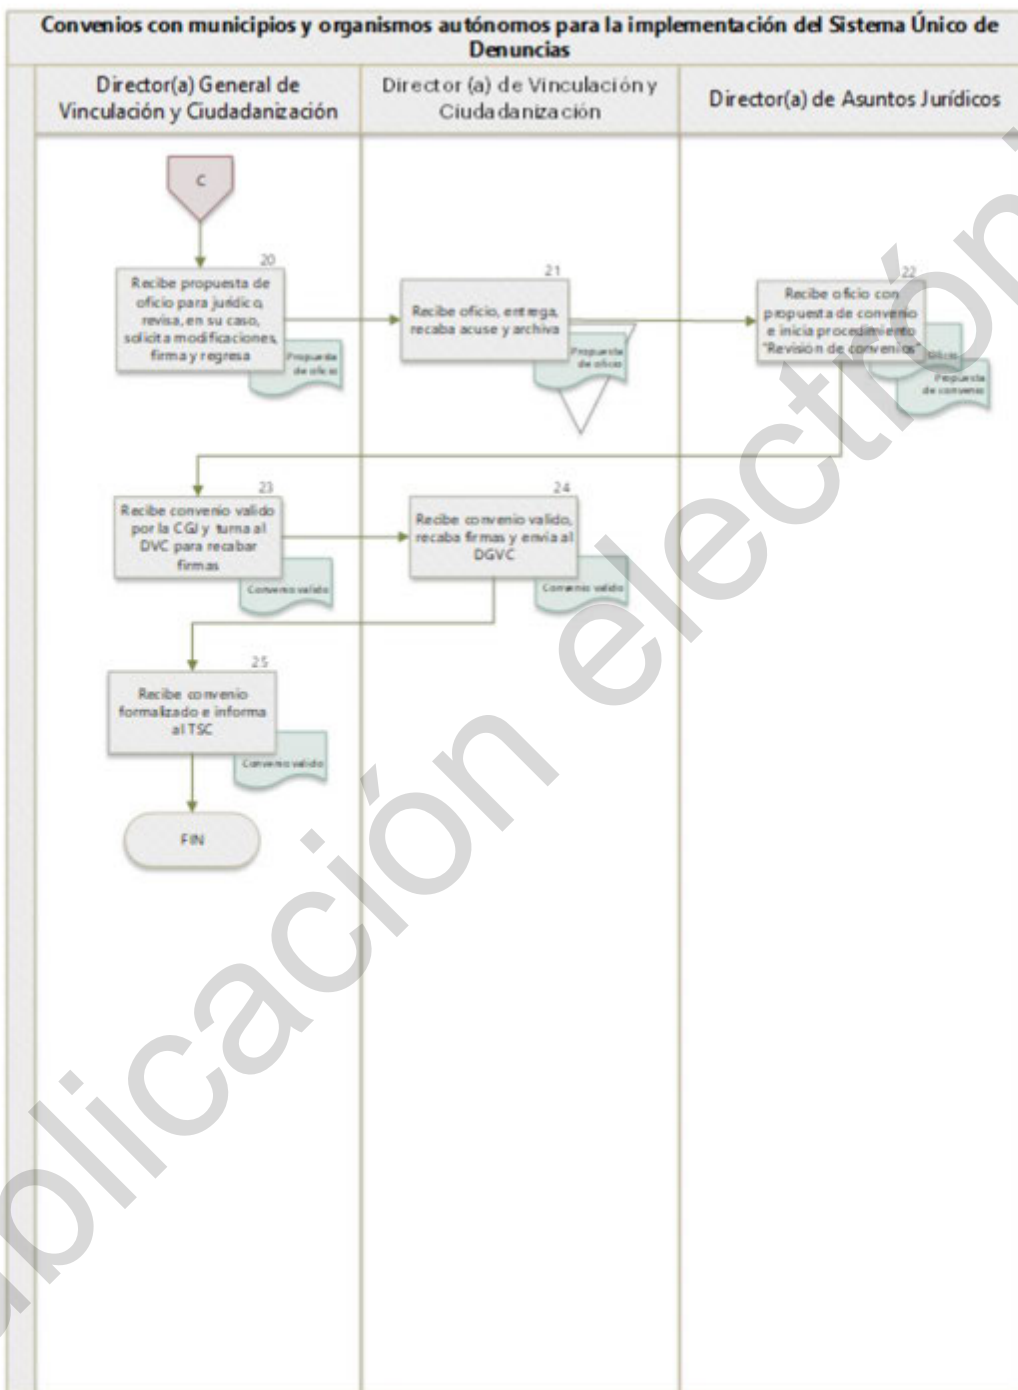 Convenios con municipios y organismos autónomos para la implementación del Sistema Único de
Denuncias
Director(a) General de
Vinculación y Ciudadanización
Director (a) de Vinculación y
Ciudadanización
Director(a) de Asuntos Jurídicos
C
20
Recibe propuesta de
oficio para jurídico,
revisa, en su caso,
solicita modificaciones,
firma y regresa
Propuesta
de oficio
21
Recibe oficio, entrega,
recaba acuse y archiva
Propuesta
de oficio
22
Recibe oficio con
propuesta de convenio
e inicia procedimiento
"Revisión de convenios"
Oficio
Propuesta
de convenio
23
Recibe convenio valido
por la CGJ y turna al
DVC para recabar
firmas
Convenio valido
24
Recibe convenio valido,
recaba firmas y envía al
DGVC
Convenio valido
25
Recibe convenio
formalizado e informa
al TSC
Convenio valido
FIN
ublicación electróni